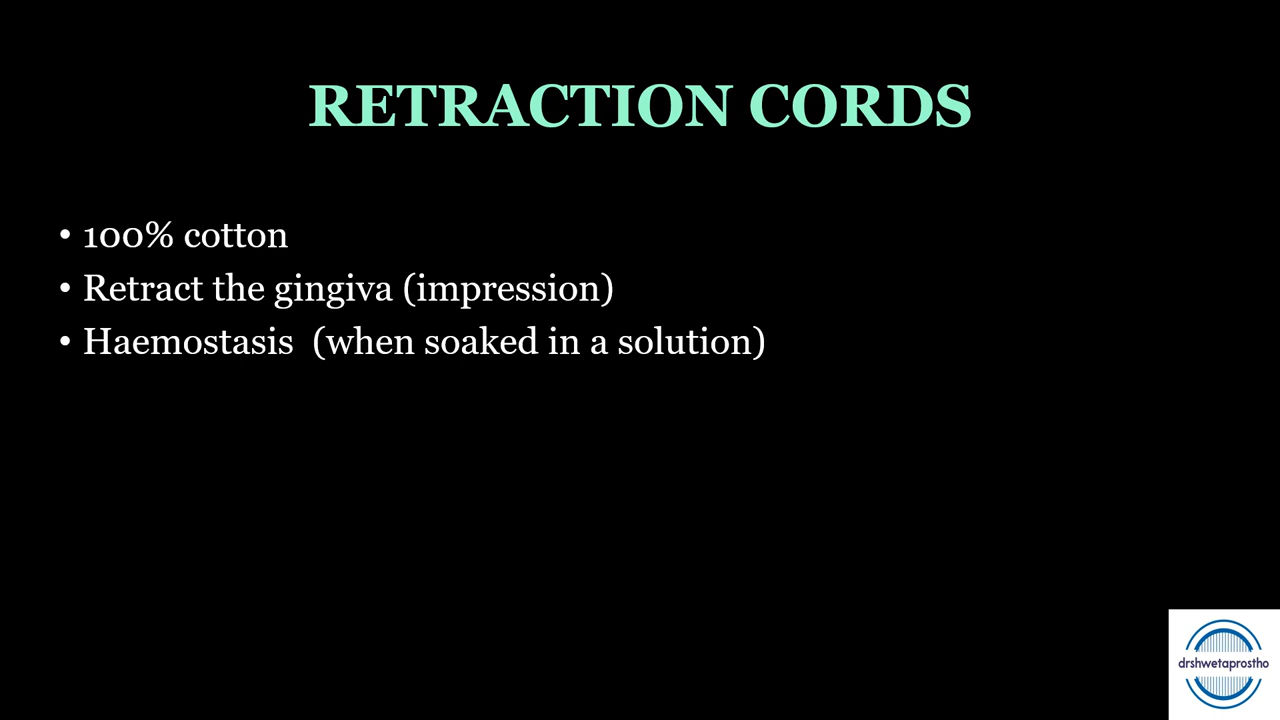 RETRACTION CORDS
• 100% cotton
• Retract the gingiva (impression)
• Haemostasis  (when soaked in a solution)
drshwetaprostho